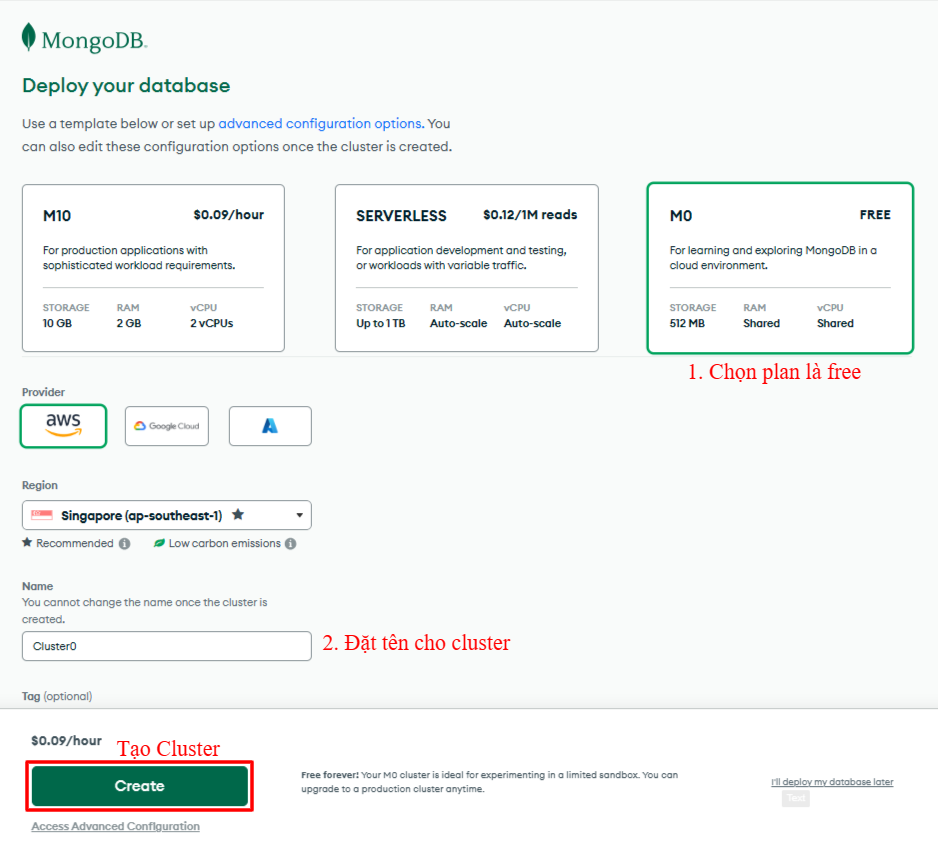 MongoDB.
Deploy your database
Use a template below or set up advanced configuration options. You
can also edit these configuration options once the cluster is created.
M10 $0.09/hour
For production applications with
sophisticated workload requirements.
STORAGE RAM vCPU
10 GB 2 GB 2 vCPUs
SERVERLESS $0.12/1M reads
For application development and testing,
or workloads with variable traffic.
STORAGE RAM vCPU
Up to 1 TB Auto-scale Auto-scale
M0 FREE
For learning and exploring MongoDB in a
cloud environment.
STORAGE RAM vCPU
512 MB Shared Shared
1. Chọn plan là free
Provider
aws
Google Cloud
Region
Singapore (ap-southeast-1) ★
★ Recommended Low carbon emissions
Name
You cannot change the name once the cluster is
created.
Cluster0
2. Đặt tên cho cluster
Tag (optional)
$0.09/hour
Tạo Cluster
Create
Access Advanced Configuration
Free forever! Your M0 cluster is ideal for experimenting in a limited sandbox. You can
upgrade to a production cluster anytime.
I'll deploy my database later
Text